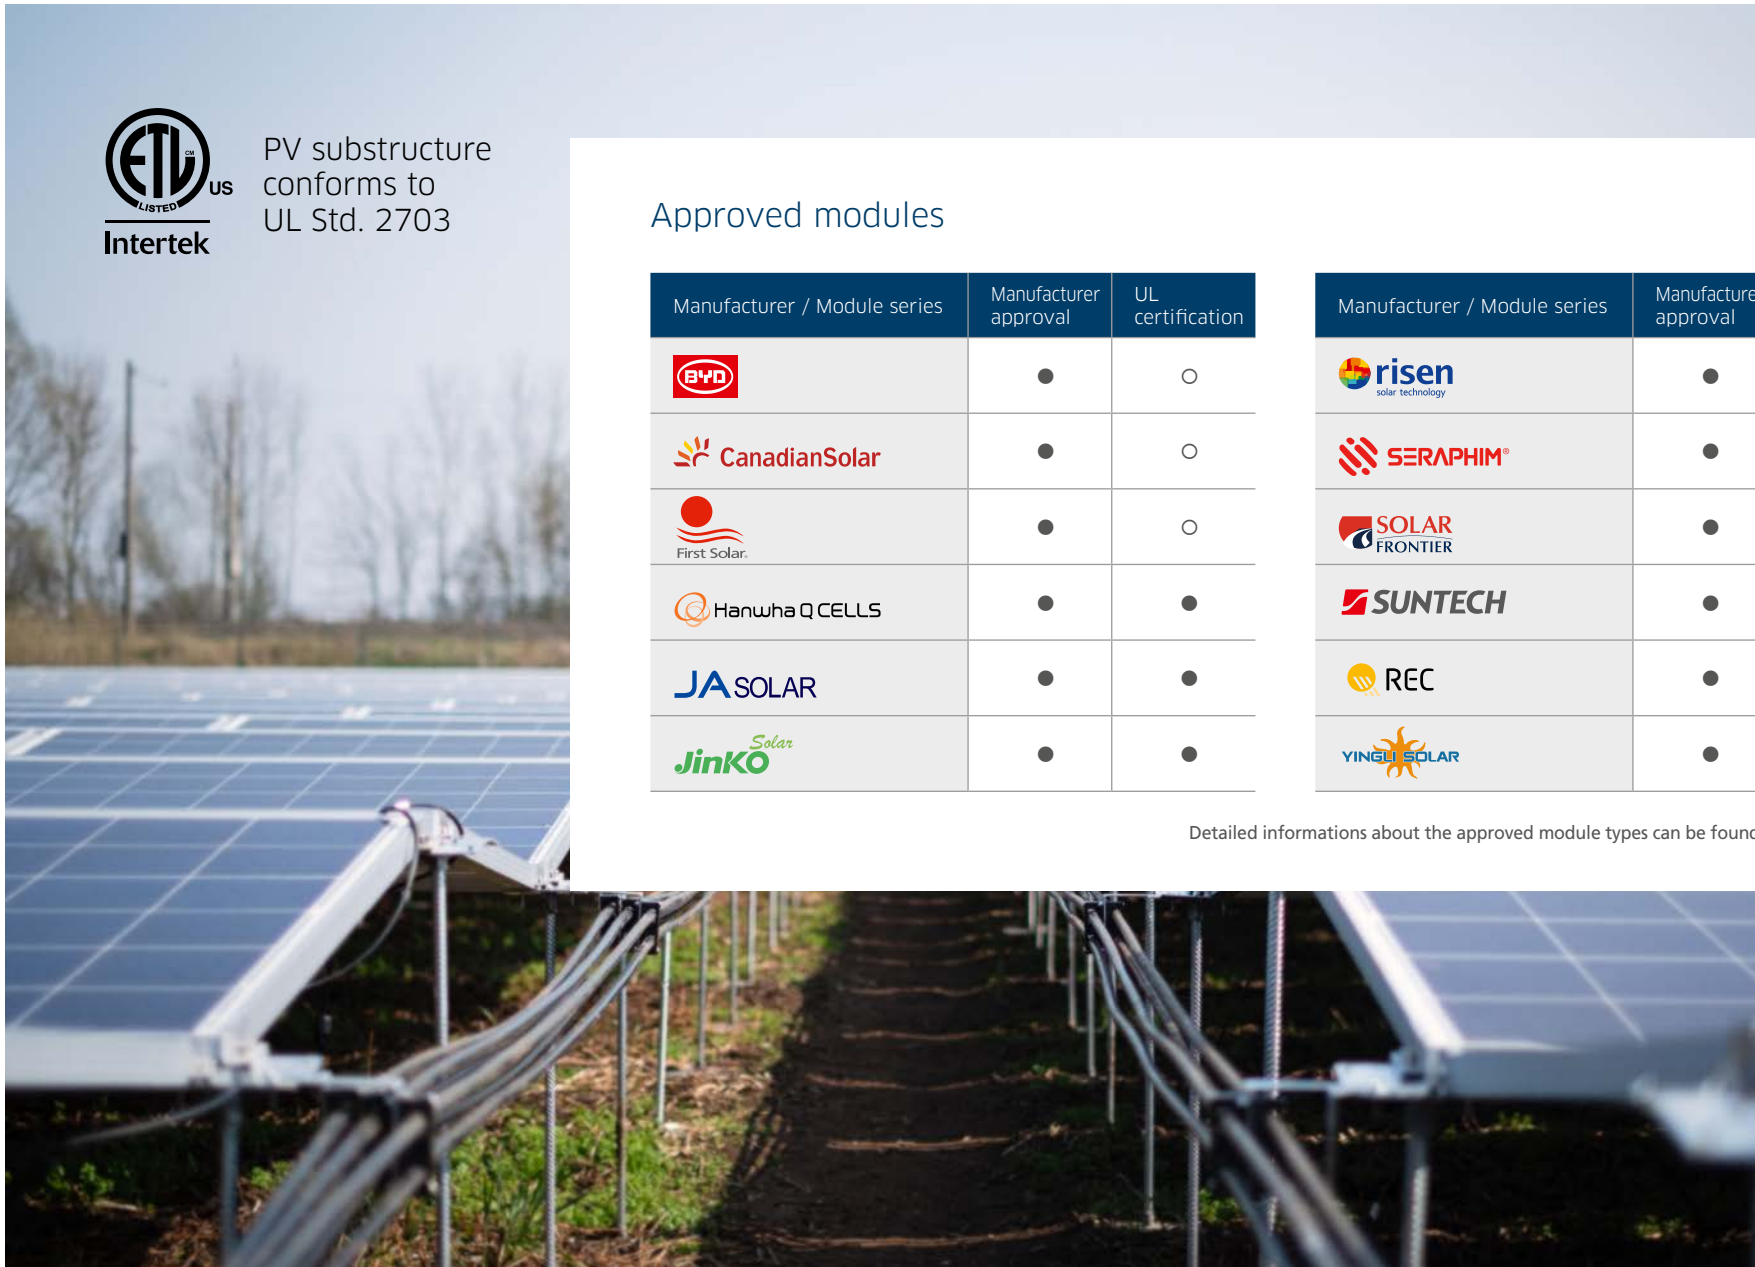 ETL
CM
LISTED
US
Intertek
PV substructure
conforms to
UL Std. 2703
Approved modules
Manufacturer / Module series
Manufacturer
approval
UL
certification
BYD
CanadianSolar
First Solar.
Hanwha Q CELLS
JA SOLAR
JinKO Solar
Manufacturer / Module series
Manufacture
approval
risen
solar technology
SERAPHIM®
SOLAR
FRONTIER
SUNTECH
REC
YINGLI SOLAR
Detailed informations about the approved module types can be found